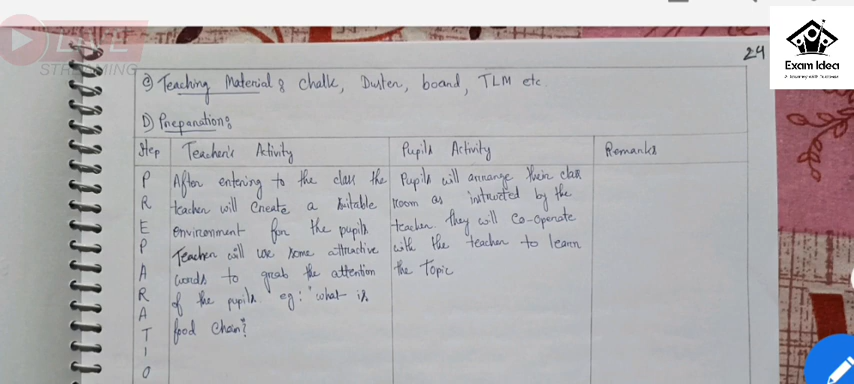 LIVE
STREAMING
24
Exam Idea
C) Teaching Material : chalk, Duster, board, TLM etc.
D) Preparation:
Step Teacher's Activity Pupils Activity Remarks
P After entering to the class the Pupils will arrange their class
R teacher will create a suitable room as instructed by the
E environment for the pupils teacher. They will co-operate
P Teacher will use some attractive with the teacher to learn
A words to grab the attention the Topic
R of the pupils. eg: "what is
A food chain?
T
I
O